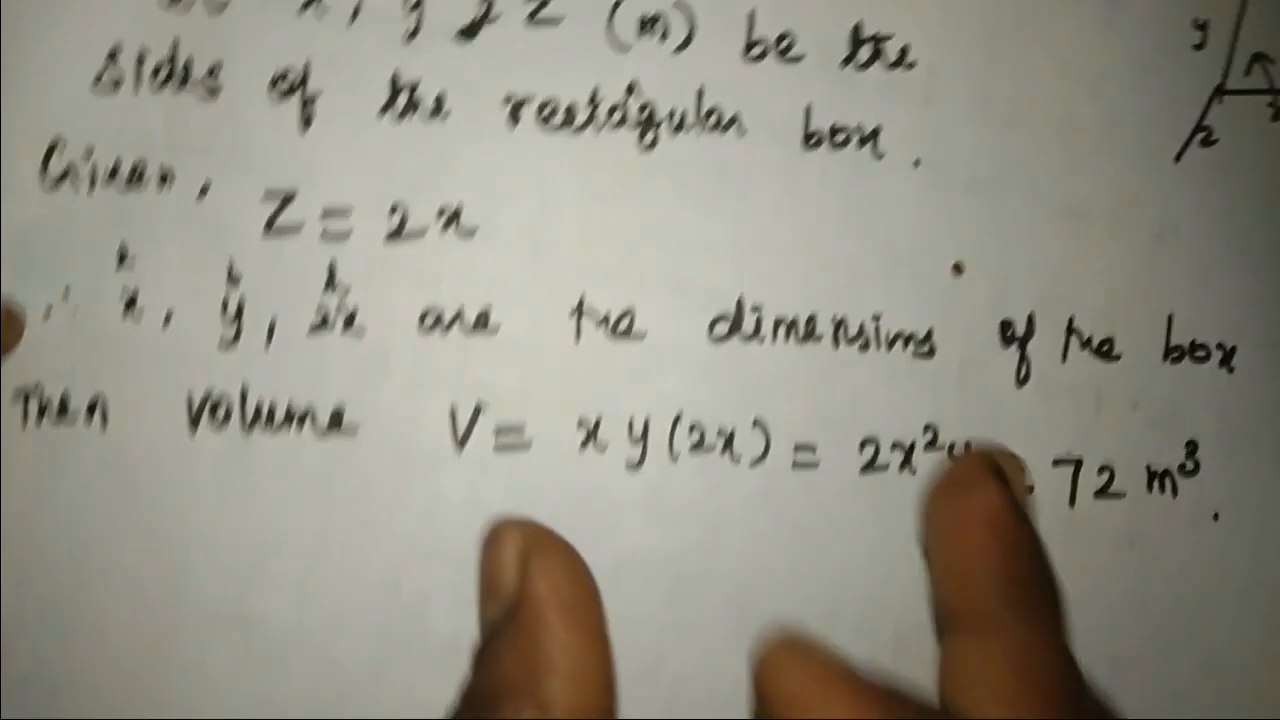 x, y & z (m) be the
sides of the rectangular box.
Given, z = 2x
∴ x, y, 2x are the dimensions of the box
Then volume V = xy(2x) = 2x² 72 m³.
y
z